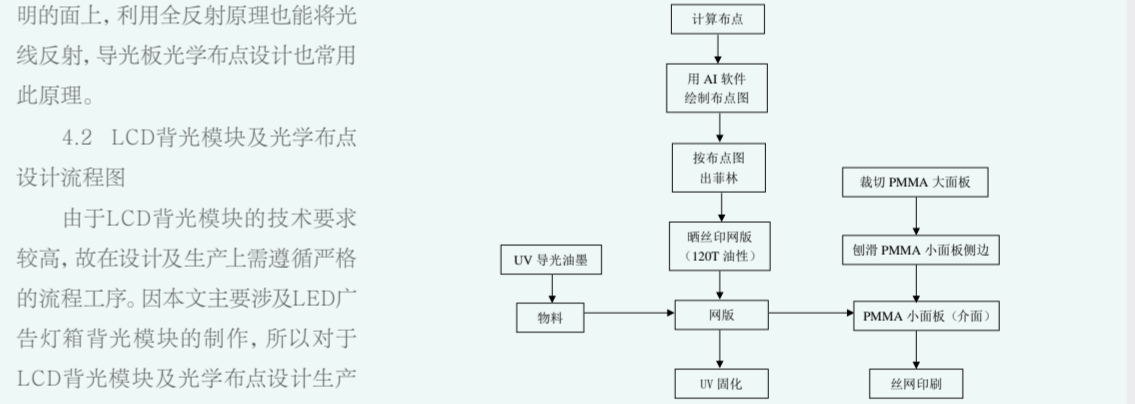 明的面上，利用全反射原理也能将光
线反射，导光板光学布点设计也常用
此原理。
4.2 LCD背光模块及光学布点
设计流程图
由于LCD背光模块的技术要求
较高，故在设计及生产上需遵循严格
的流程工序。因本文主要涉及LED广
告灯箱背光模块的制作，所以对于
LCD背光模块及光学布点设计生产
计算布点
用 AI 软件
绘制布点图
按布点图
出菲林
晒丝印网版
（120T 油性）
UV 导光油墨
物料
网版
UV 固化
裁切 PMMA 大面板
刨滑 PMMA 小面板侧边
PMMA 小面板（介面）
丝网印刷